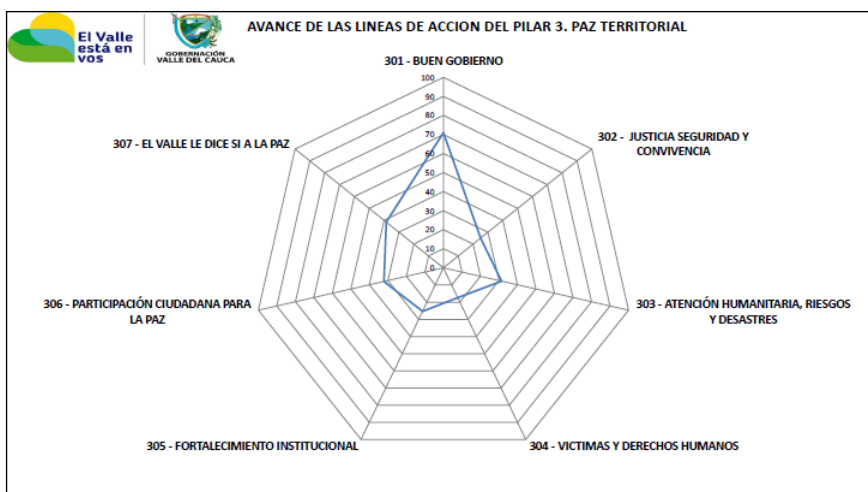 El Valle
está en
vos
GOBERNACIÓN
VALLE DEL CAUCA
AVANCE DE LAS LINEAS DE ACCION DEL PILAR 3. PAZ TERRITORIAL
301 - BUEN GOBIERNO
100
90
80
70
60
50
40
30
20
10
0
302 - JUSTICIA SEGURIDAD Y
CONVIVENCIA
303 - ATENCIÓN HUMANITARIA, RIESGOS
Y DESASTRES
304 - VICTIMAS Y DERECHOS HUMANOS
305 - FORTALECIMIENTO INSTITUCIONAL
306 - PARTICIPACIÓN CIUDADANA PARA
LA PAZ
307 - EL VALLE LE DICE SI A LA PAZ